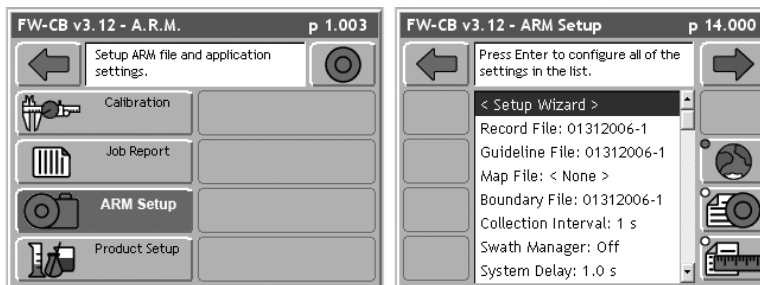 FW-CB v3.12 - A.R.M. p 1.003
Setup ARM file and application
settings.
Calibration
Job Report
ARM Setup
Product Setup
FW-CB v3.12 - ARM Setup p 14.000
Press Enter to configure all of the
settings in the list.
< Setup Wizard >
Record File: 01312006-1
Guideline File: 01312006-1
Map File: < None >
Boundary File: 01312006-1
Collection Interval: 1 s
Swath Manager: Off
System Delay: 1.0 s